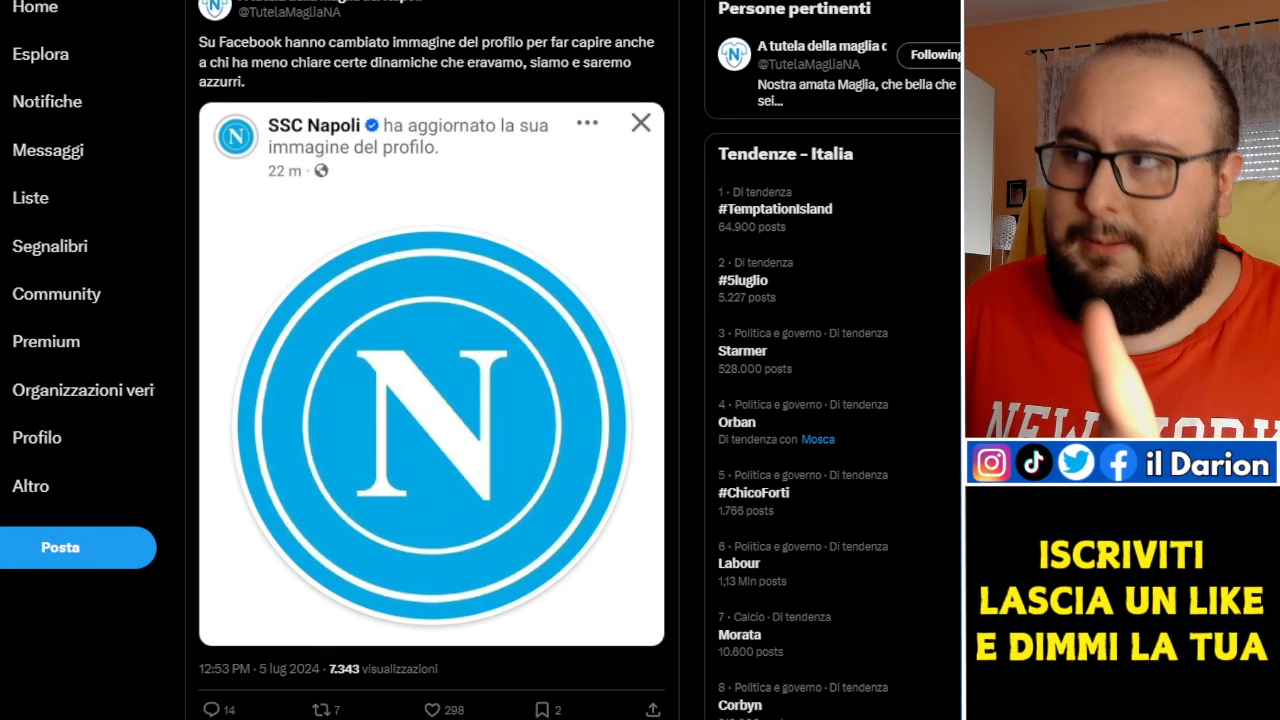 Home
Esplora
Notifiche
Messaggi
Liste
Segnalibri
Community
Premium
Organizzazioni veri
Profilo
Altro
Posta
@TutelaMagliaNA
Su Facebook hanno cambiato immagine del profilo per far capire anche
a chi ha meno chiare certe dinamiche che eravamo, siamo e saremo
azzurri.
SSC Napoli ha aggiornato la sua
immagine del profilo.
22 m ·
N
12:53 PM · 5 lug 2024 · 7.343 visualizzazioni
14
7
298
2
Persone pertinenti
A tutela della maglia d
@TutelaMagliaNA
Following
Nostra amata Maglia, che bella che
sei...
Tendenze - Italia
1 · Di tendenza
#TemptationIsland
64.900 posts
2 · Di tendenza
#5luglio
5.227 posts
3 · Politica e governo · Di tendenza
Starmer
528.000 posts
4 · Politica e governo · Di tendenza
Orban
Di tendenza con Mosca
5 · Politica e governo · Di tendenza
#ChicoForti
1.766 posts
6 · Politica e governo · Di tendenza
Labour
1,13 Mln posts
7 · Calcio · Di tendenza
Morata
10.600 posts
8 · Politica e governo · Di tendenza
Corbyn
NEW YORK
il Darion
ISCRIVITI
LASCIA UN LIKE
E DIMMI LA TUA